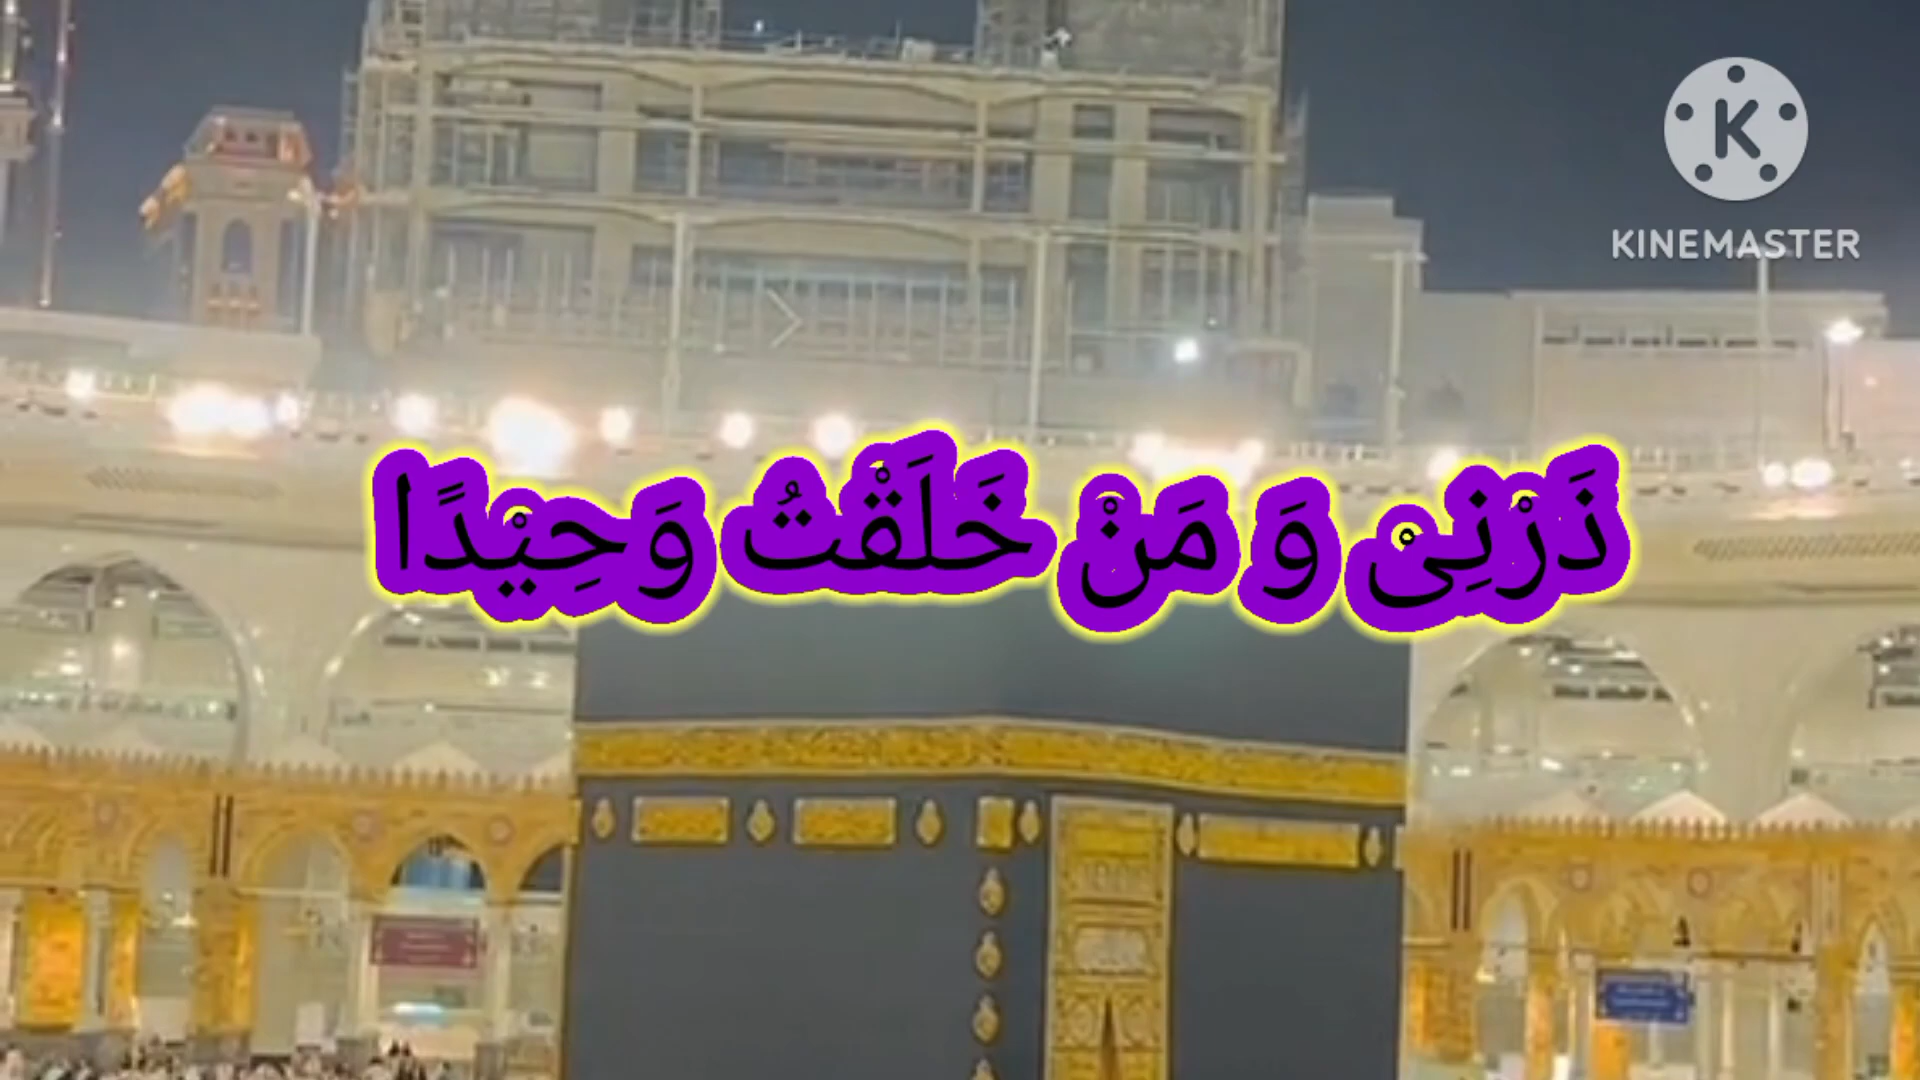 KINEMASTER
ذَرْنِیْ وَ مَنْ خَلَقْتُ وَحِیْدًا